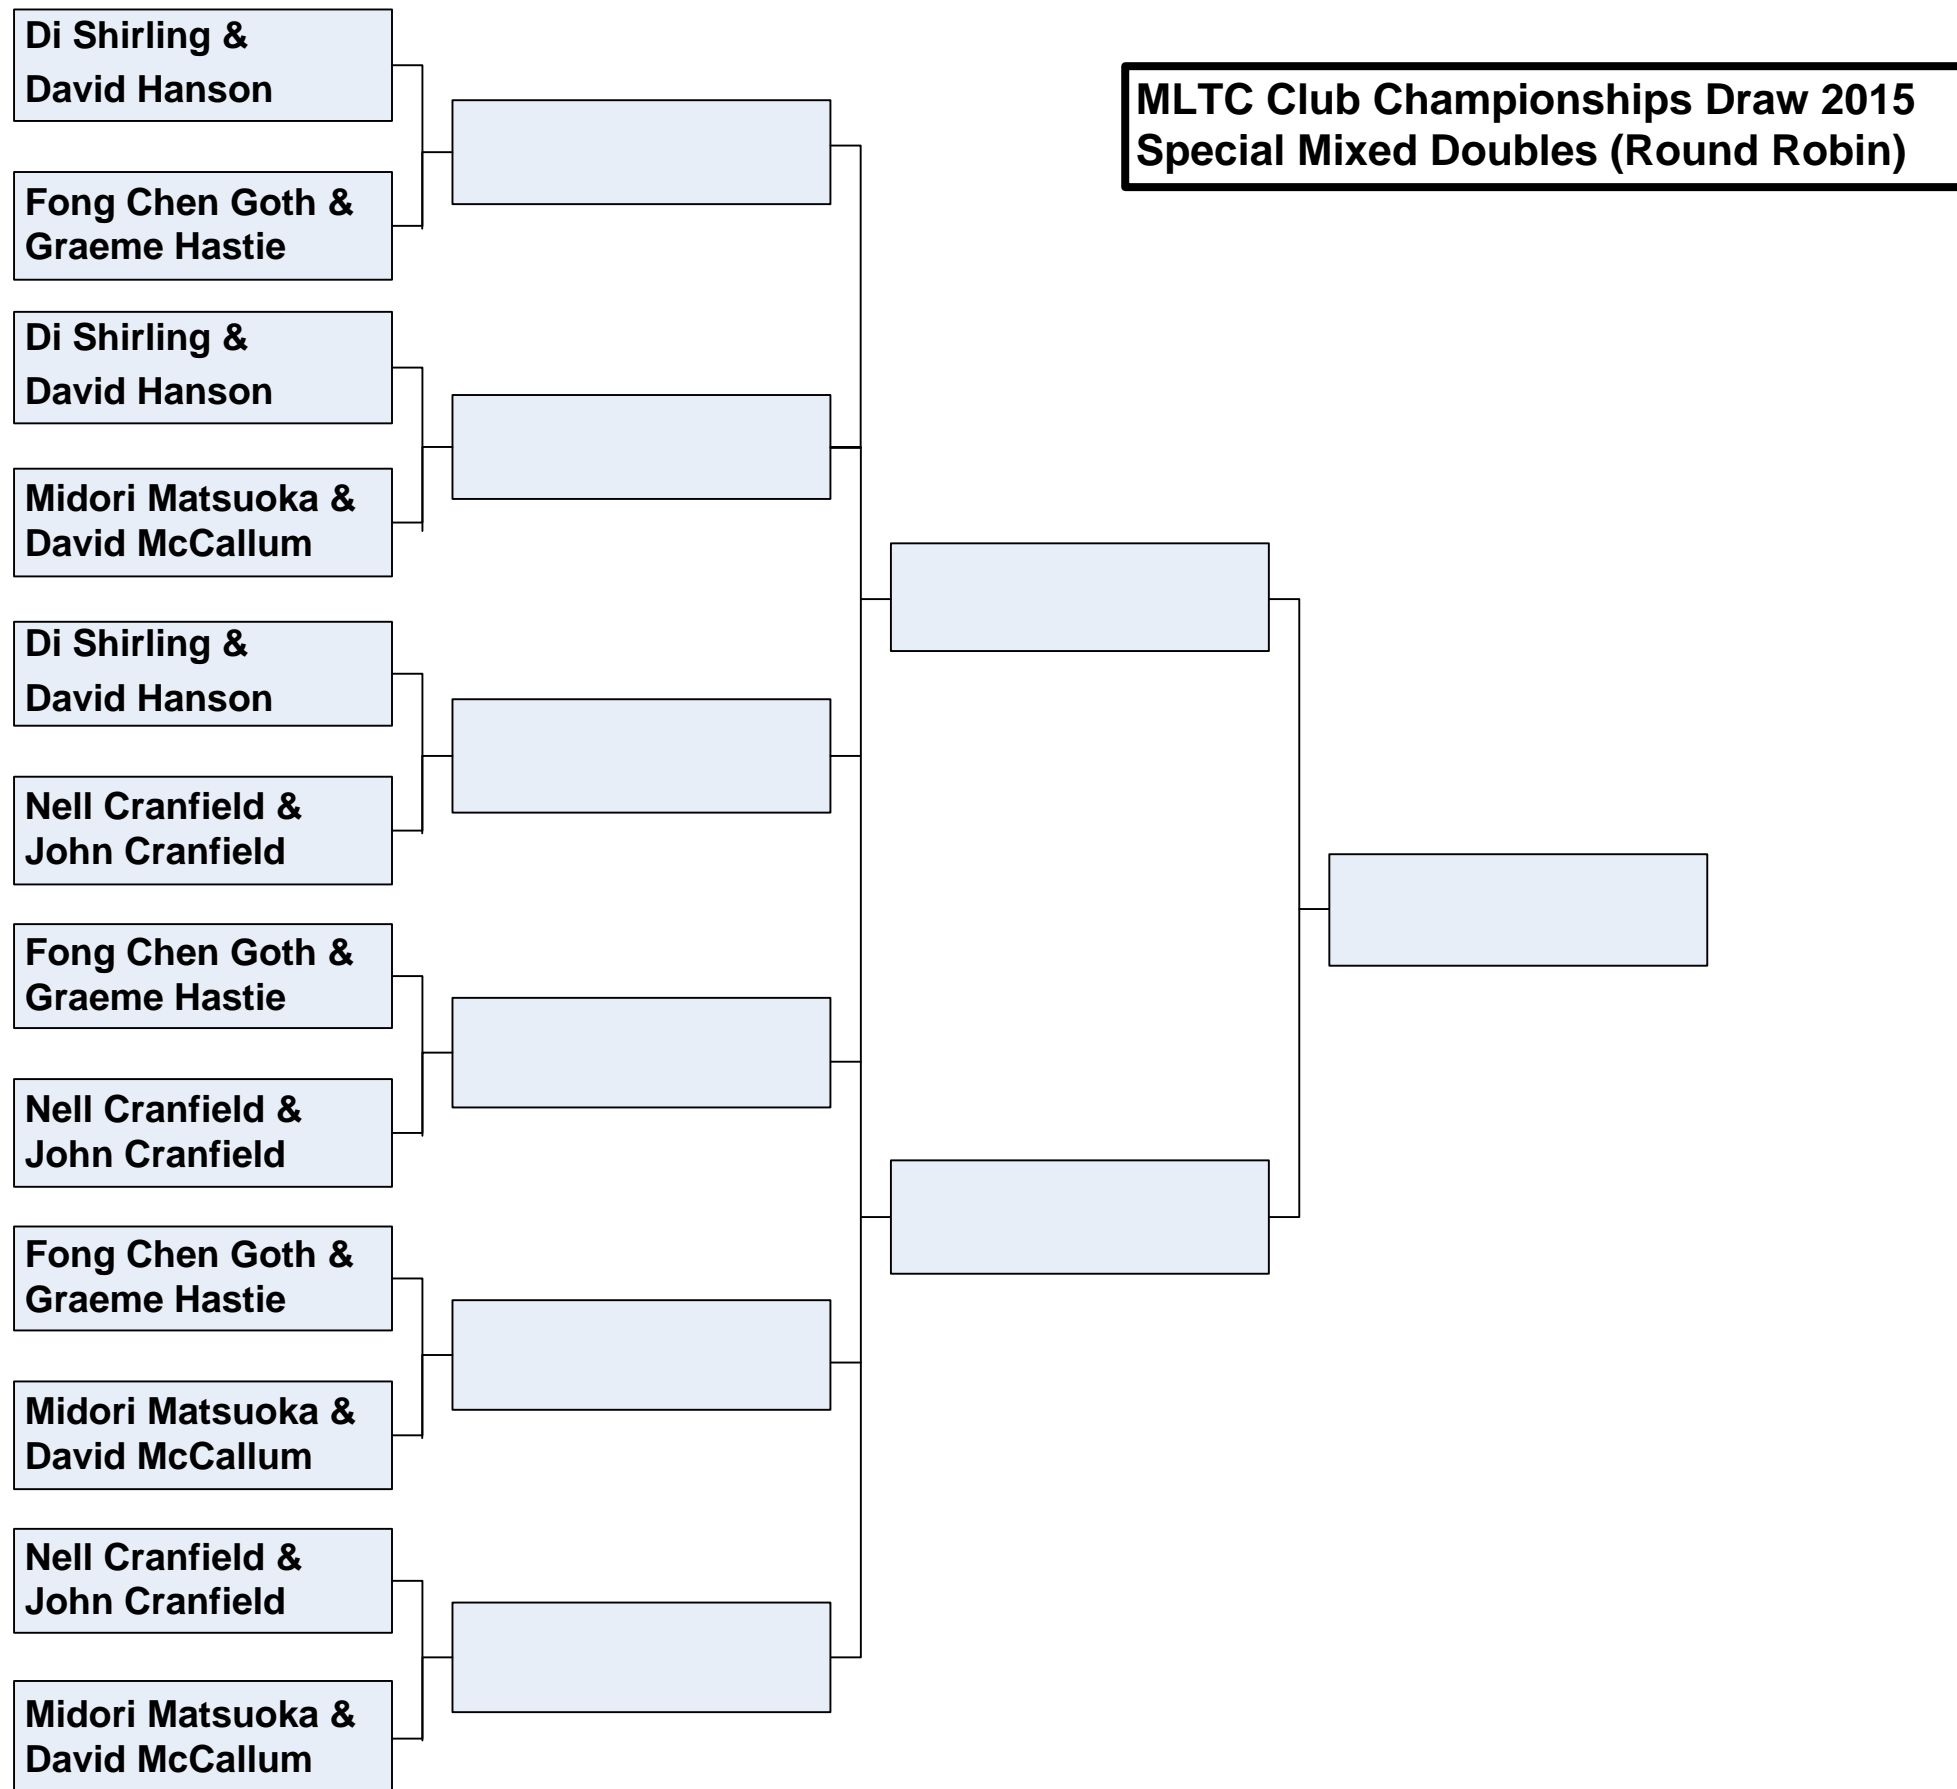 Di Shirling &
David Hanson
MLTC Club Championships Draw 2015
Special Mixed Doubles (Round Robin)
Fong Chen Goth &
Graeme Hastie
Di Shirling &
David Hanson
Midori Matsuoka &
David McCallum
Di Shirling &
David Hanson
Nell Cranfield &
John Cranfield
Fong Chen Goth &
Graeme Hastie
Nell Cranfield &
John Cranfield
Fong Chen Goth &
Graeme Hastie
Midori Matsuoka &
David McCallum
Nell Cranfield &
John Cranfield
Midori Matsuoka &
David McCallum